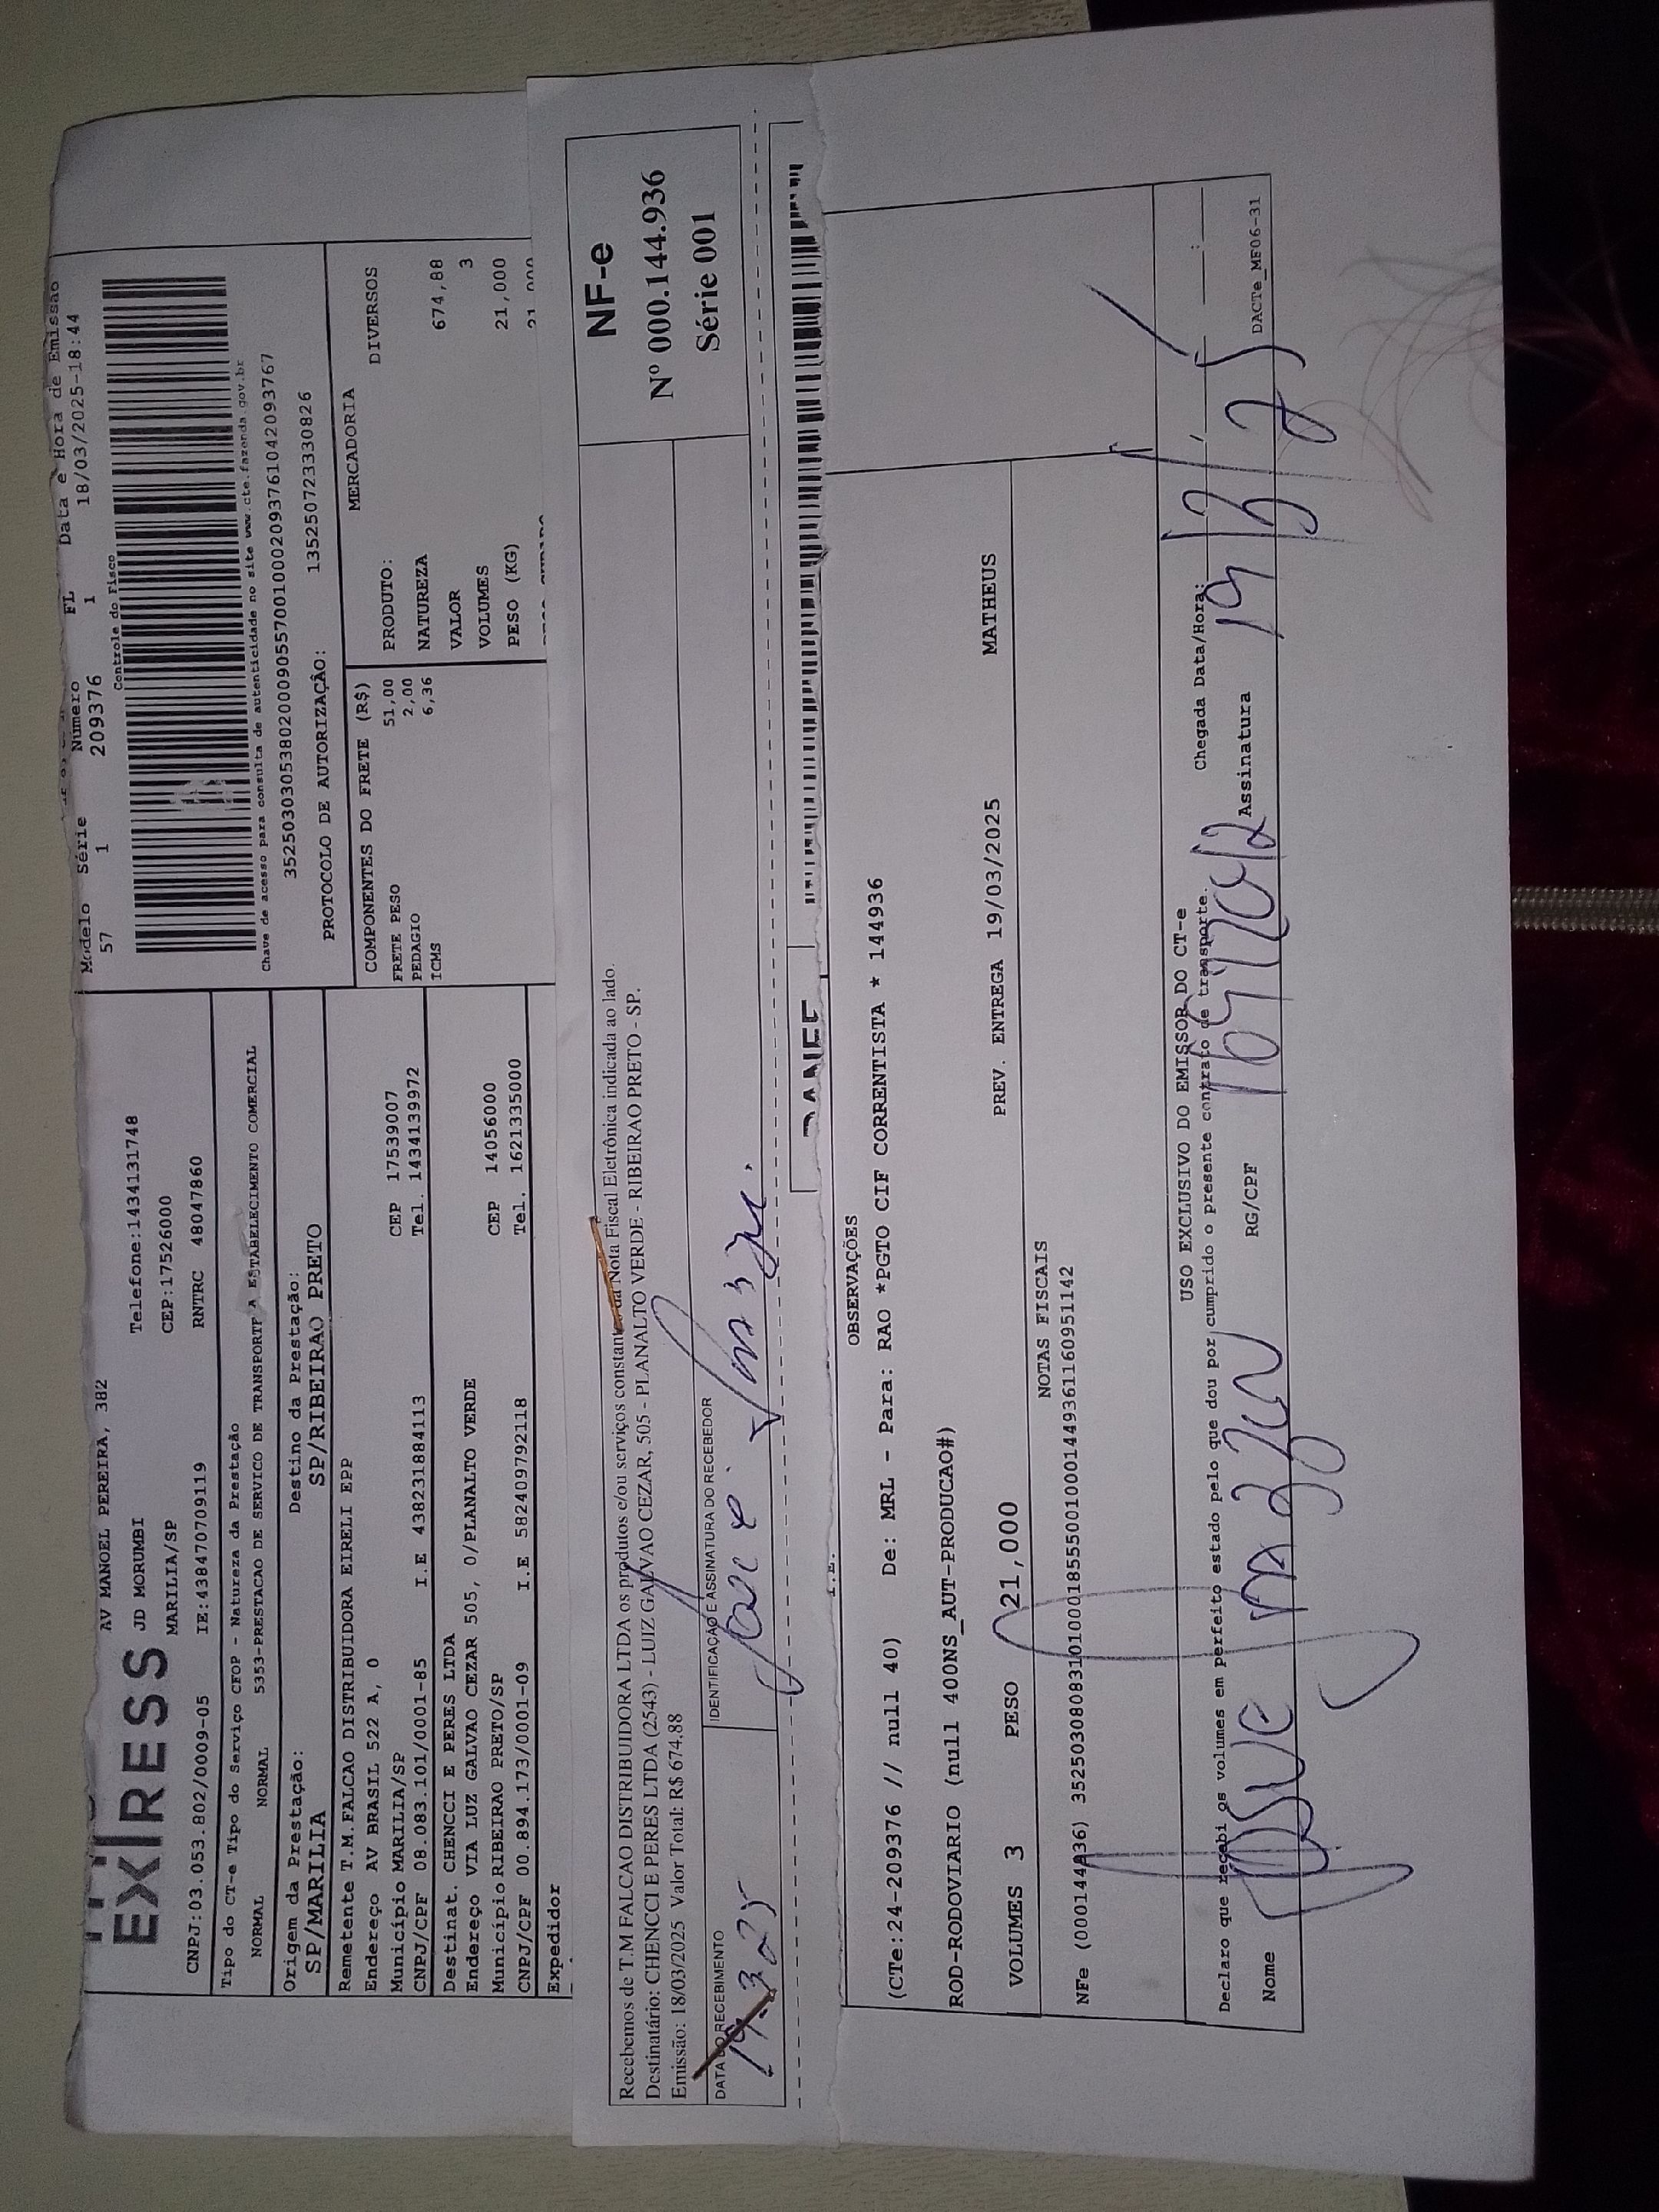 EXPRESS
AV MANOEL PEREIRA, 382
JD MORUMBI Telefone:1434131748
MARILIA/SP CEP:17526000
CNPJ:03.053.802/0009-05 IE:438470709119 RNTRC 48047860
Modelo Série Número FL Data e Hora de Emissão
57 1 209376 1 18/03/2025-18:44
Controle do Fisco
Chave de acesso para consulta de autenticidade no site www.cte.fazenda.gov.br
35250303053802000905570010002093761042093767
PROTOCOLO DE AUTORIZAÇÃO: 135250723330826
Tipo do CT-e Tipo do Serviço CFOP - Natureza da Prestação
NORMAL NORMAL 5353-PRESTACAO DE SERVICO DE TRANSPORTE A ESTABELECIMENTO COMERCIAL
Origem da Prestação: Destino da Prestação:
SP/MARILIA SP/RIBEIRAO PRETO
Remetente T.M.FALCAO DISTRIBUIDORA EIRELI EPP
Endereço AV BRASIL 522 A, 0
Município MARILIA/SP CEP 17539007
CNPJ/CPF 08.083.101/0001-85 I.E 438231884113 Tel. 1434139972
Destinat. CHENCCI E PERES LTDA
Endereço VIA LUZ GALVAO CEZAR 505, 0/PLANALTO VERDE
Município RIBEIRAO PRETO/SP CEP 14056000
CNPJ/CPF 00.894.173/0001-09 I.E 582409792118 Tel. 1621335000
Expedidor
COMPONENTES DO FRETE (R$)
FRETE PESO 51,00
PEDAGIO 2,00
ICMS 6,36
MERCADORIA
PRODUTO: DIVERSOS
NATUREZA
VALOR 674,88
VOLUMES 3
PESO (KG) 21,000
21,000
Recebemos de T.M FALCAO DISTRIBUIDORA LTDA os produtos e/ou serviços constantes da Nota Fiscal Eletrônica indicada ao lado.
Destinatário: CHENCCI E PERES LTDA (2543) - LUIZ GALVAO CEZAR, 505 - PLANALTO VERDE - RIBEIRAO PRETO - SP.
Emissão: 18/03/2025 Valor Total: R$ 674.88
DATA DO RECEBIMENTO IDENTIFICAÇÃO E ASSINATURA DO RECEBEDOR
19.3.25
NF-e
Nº 000.144.936
Série 001
DANFE
I.E.
OBSERVAÇÕES
(CTe:24-209376 // null 40) De: MRL - Para: RAO *PGTO CIF CORRENTISTA * 144936
ROD-RODOVIARIO (null 400NS_AUT-PRODUCAO#)
VOLUMES 3 PESO 21,000 PREV. ENTREGA 19/03/2025 MATHEUS
NOTAS FISCAIS
NFe (000144936) 35250308083101000185550010001449361160951142
USO EXCLUSIVO DO EMISSOR DO CT-e
Declaro que recebi os volumes em perfeito estado pelo que dou por cumprido o presente contrato de transporte. Chegada Data/Hora:
Nome RG/CPF Assinatura
19/3/25
DACTe_MF06-31